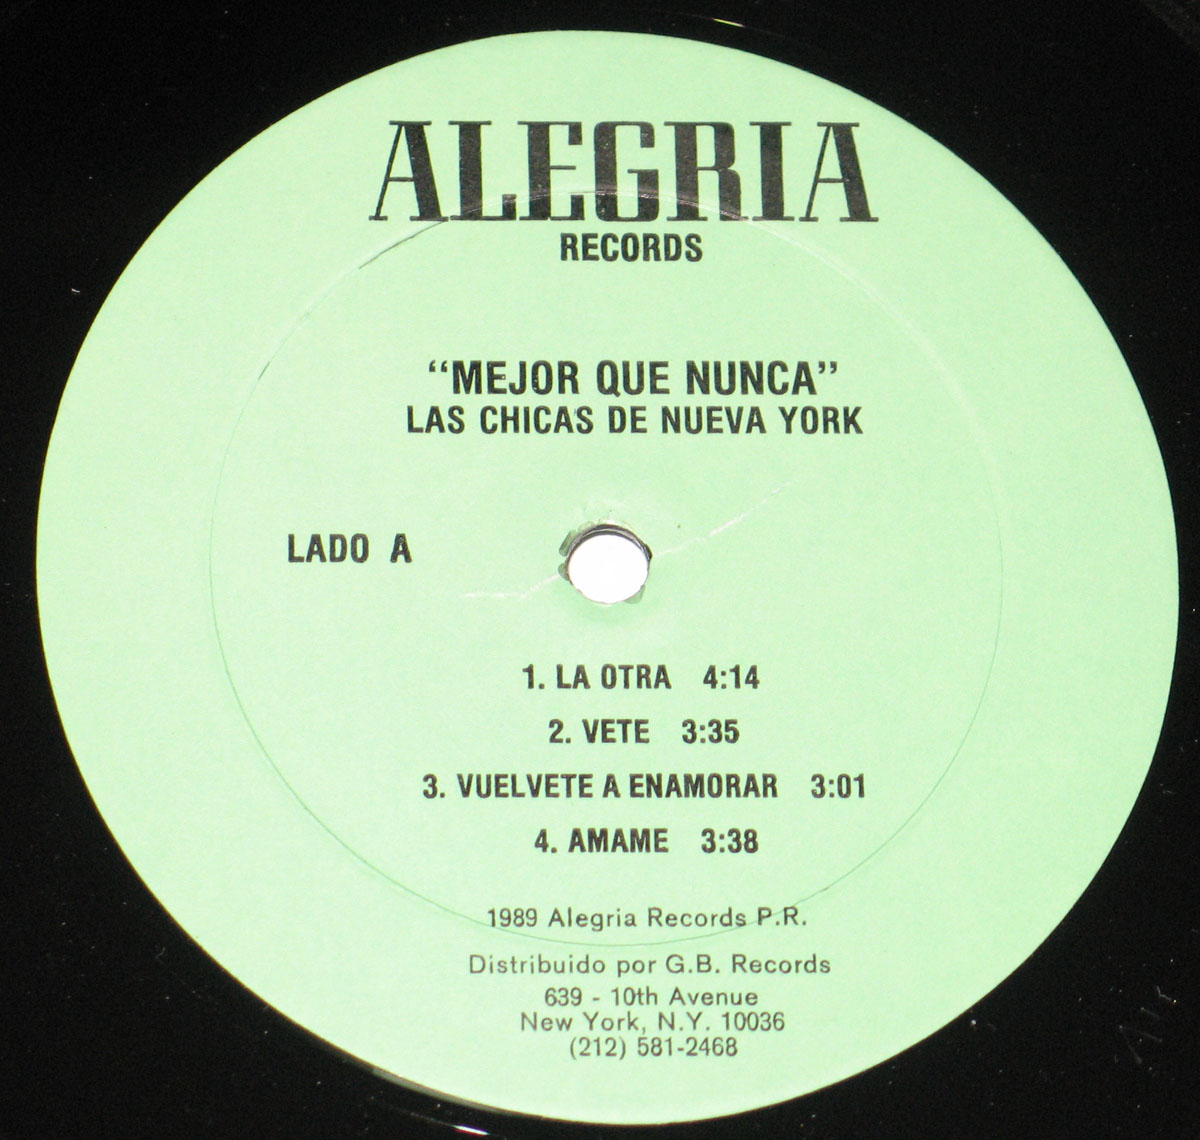 ALEGRIA
RECORDS
"MEJOR QUE NUNCA"
LAS CHICAS DE NUEVA YORK
LADO A
1. LA OTRA 4:14
2. VETE 3:35
3. VUELVETE A ENAMORAR 3:01
4. AMAME 3:38
1989 Alegria Records P.R.
Distribuido por G.B. Records
639 - 10th Avenue
New York, N.Y. 10036
(212) 581-2468